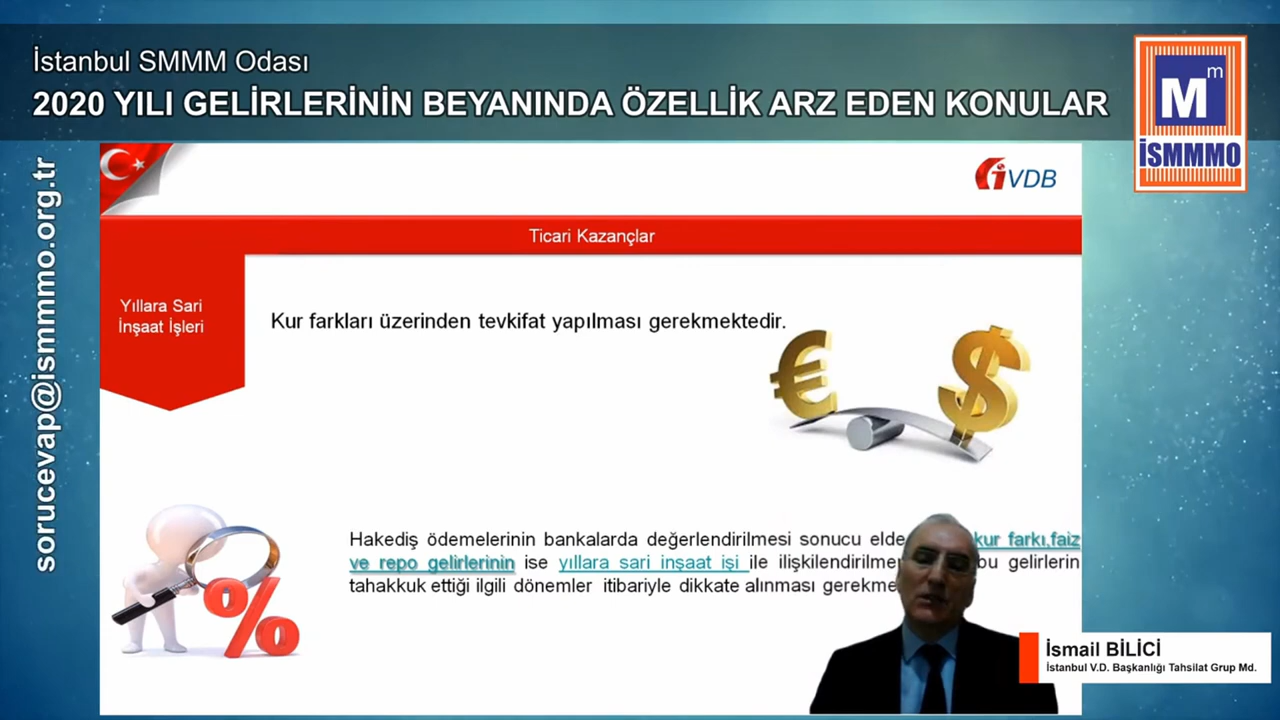 İstanbul SMMM Odası
2020 YILI GELİRLERİNİN BEYANINDA ÖZELLİK ARZ EDEN KONULAR
M m
İSMMMO
sorucevap@ismmmo.org.tr
İVDB
Ticari Kazançlar
Yıllara Sari
İnşaat İşleri
Kur farkları üzerinden tevkifat yapılması gerekmektedir.
Hakediş ödemelerinin bankalarda değerlendirilmesi sonucu elde kur farkı,faiz
ve repo gelirlerinin ise yıllara sari inşaat işi ile bu gelirlerin
tahakkuk ettiği ilgili dönemler itibariyle dikkate alınması
%
İsmail BİLİCİ
İstanbul V.D. Başkanlığı Tahsilat Grup Md.